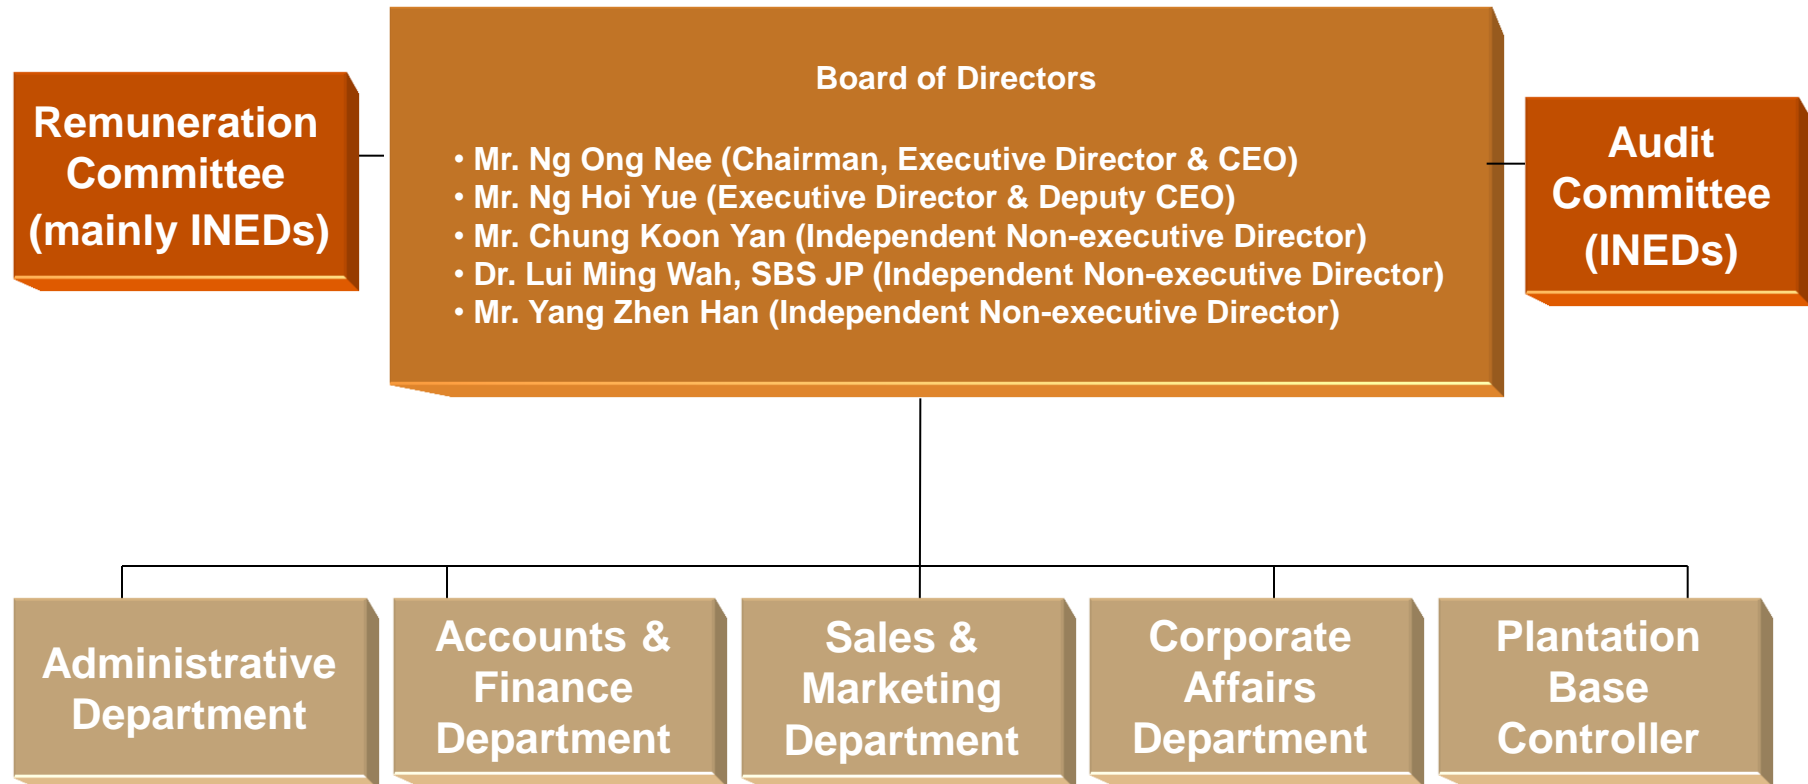 Board of Directors
Remuneration
Committee
(mainly INEDs)
• Mr. Ng Ong Nee (Chairman, Executive Director & CEO)
• Mr. Ng Hoi Yue (Executive Director & Deputy CEO)
• Mr. Chung Koon Yan (Independent Non-executive Director)
• Dr. Lui Ming Wah, SBS JP (Independent Non-executive Director)
• Mr. Yang Zhen Han (Independent Non-executive Director)
Audit
Committee
(INEDs)
Administrative
Department
Accounts &
Finance
Department
Sales &
Marketing
Department
Corporate
Affairs
Department
Plantation
Base
Controller